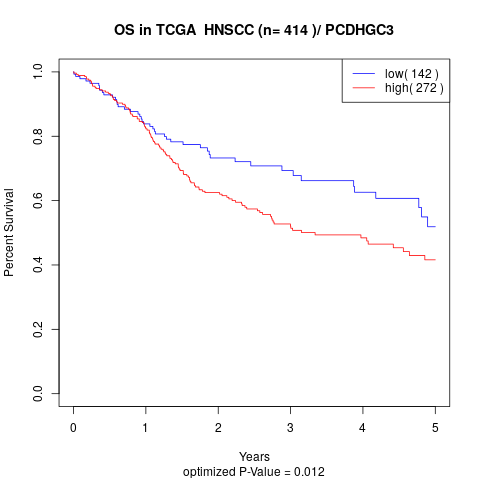 OS in TCGA  HNSCC (n= 414 )/ PCDHGC3
low( 142 )
high( 272 )
Percent Survival
1.0
0.8
0.6
0.4
0.2
0.0
0 1 2 3 4 5
Years
optimized P-Value = 0.012